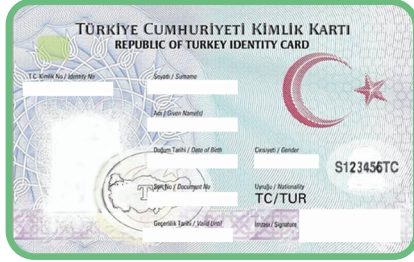 TÜRKİYE CUMHURİYETİ KİMLİK KARTI
REPUBLIC OF TURKEY IDENTITY CARD
T.C. Kimlik No / Identity No
Soyadı / Surname
Adı / Given Name(s)
Doğum Tarihi / Date of Birth
Cinsiyeti / Gender
S123456TC
Seri No / Document No
Uyruğu / Nationality
TC/TUR
Geçerlilik Tarihi / Valid Until
İmzası / Signature